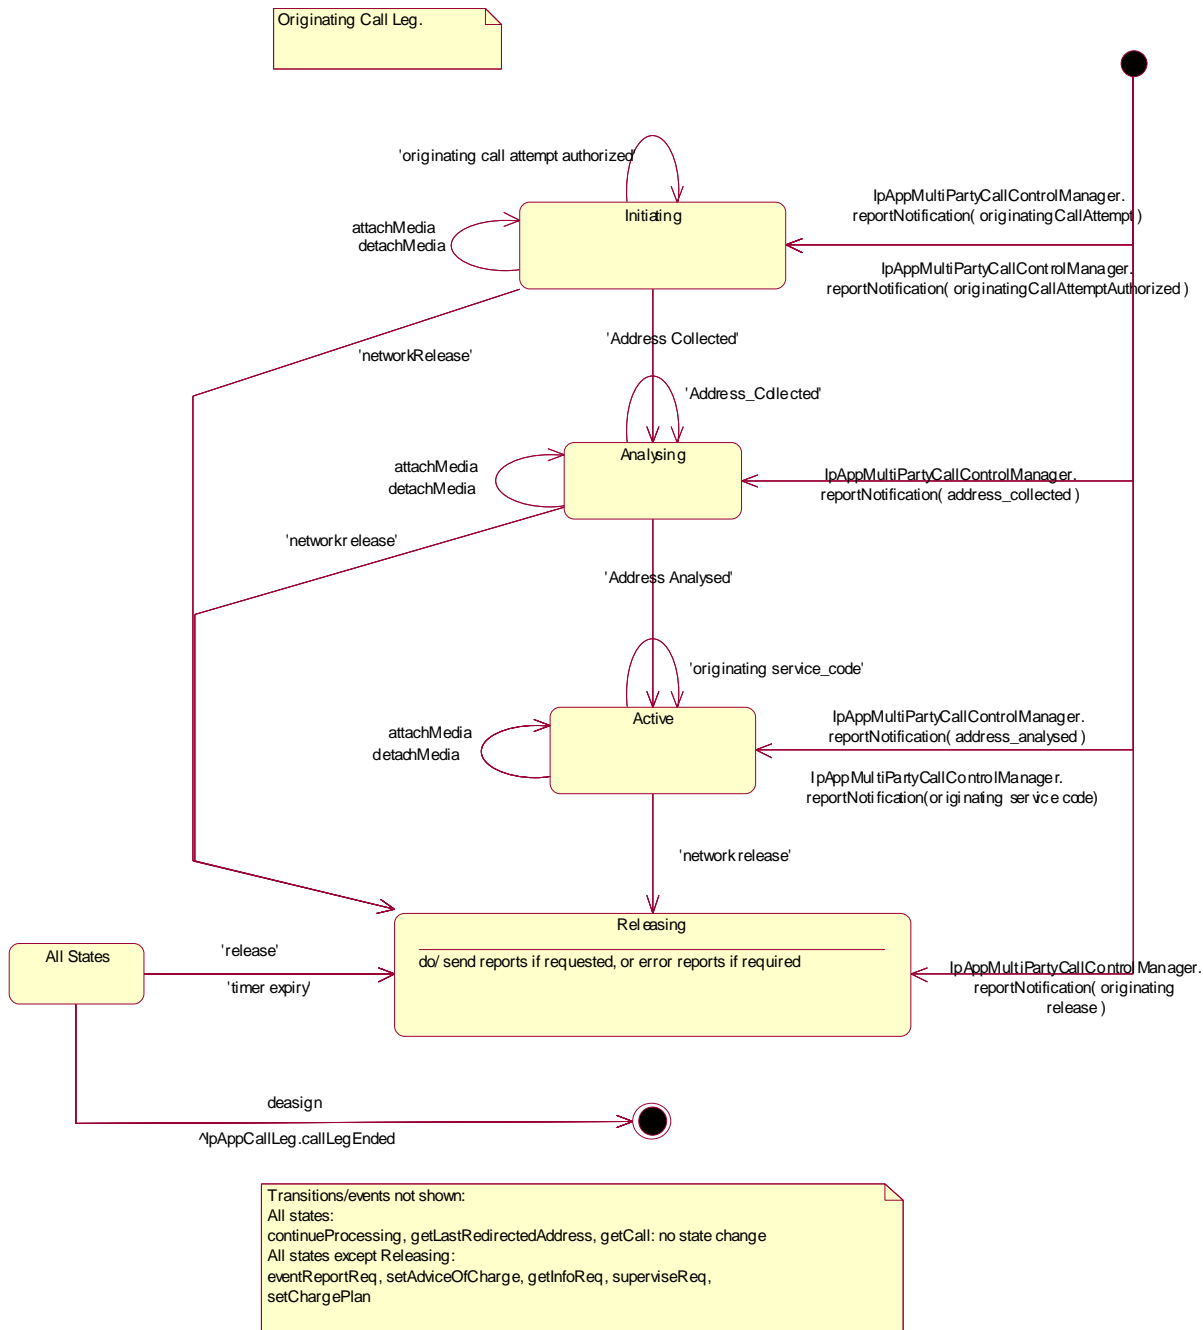 Originating Call Leg.
'originating call attempt authorized'
IpAppMultiPartyCallControlManager.
reportNotification( originatingCallAttempt )
Initiating
attachMedia
detachMedia
IpAppMultiPartyCallControlManager.
reportNotification( originatingCallAttemptAuthorized )
'Address Collected'
'networkRelease'
'Address_Collected'
Analysing
attachMedia
detachMedia
IpAppMultiPartyCallControlManager.
reportNotification( address_collected )
'networkrelease'
'Address Analysed'
'originating service_code'
Active
attachMedia
detachMedia
IpAppMultiPartyCallControlManager.
reportNotification( address_analysed )
IpAppMultiPartyCallControlManager.
reportNotification(originating service code)
'network release'
Releasing
do/ send reports if requested, or error reports if required
All States
'release'
'timer expiry'
IpAppMultiPartyCallControlManager.
reportNotification( originating
release )
deasign
^IpAppCallLeg.callLegEnded
Transitions/events not shown:
All states:
continueProcessing, getLastRedirectedAddress, getCall: no state change
All states except Releasing:
eventReportReq, setAdviceOfCharge, getInfoReq, superviseReq,
setChargePlan